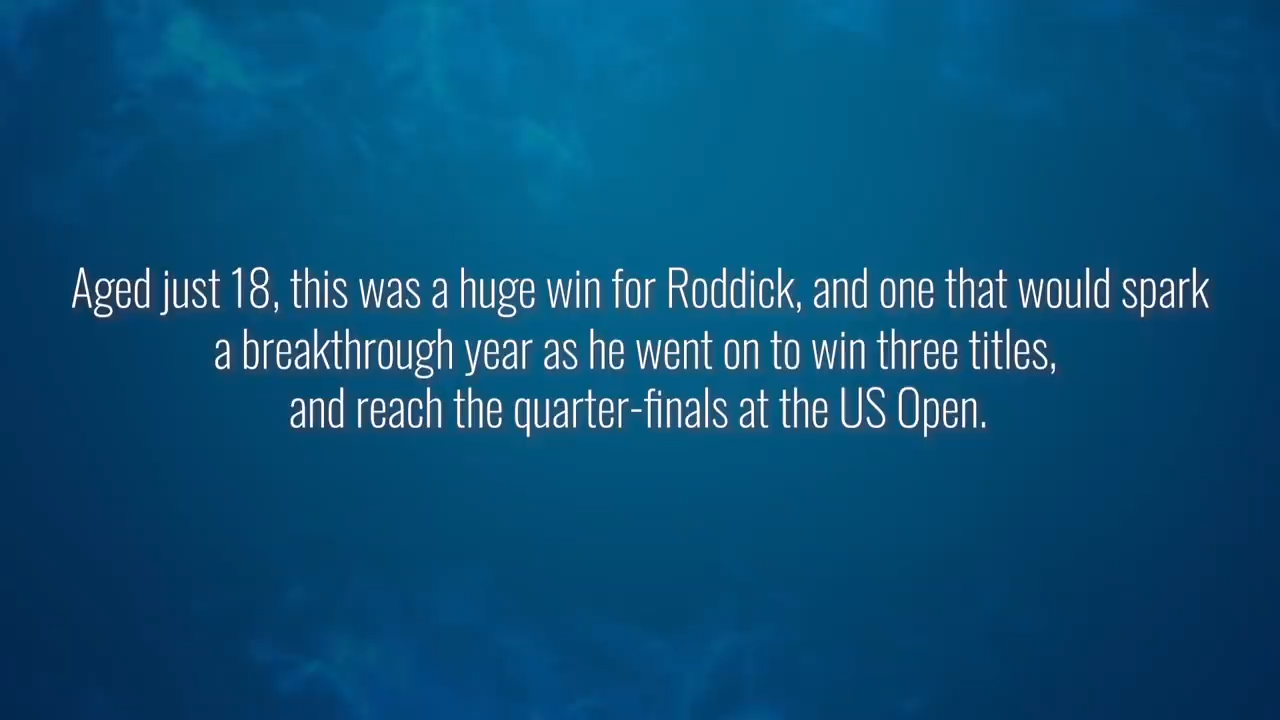 Aged just 18, this was a huge win for Roddick, and one that would spark
a breakthrough year as he went on to win three titles,
and reach the quarter-finals at the US Open.